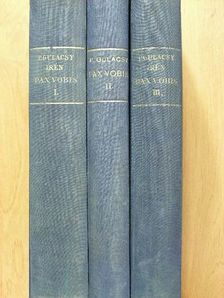 P. GULÁCSY
IRÉN
PAX VOBIS
I.
P. GULÁCSY
PAX VOBIS
II
P. GULÁCSY
IRÉN
PAX VOBIS
III.